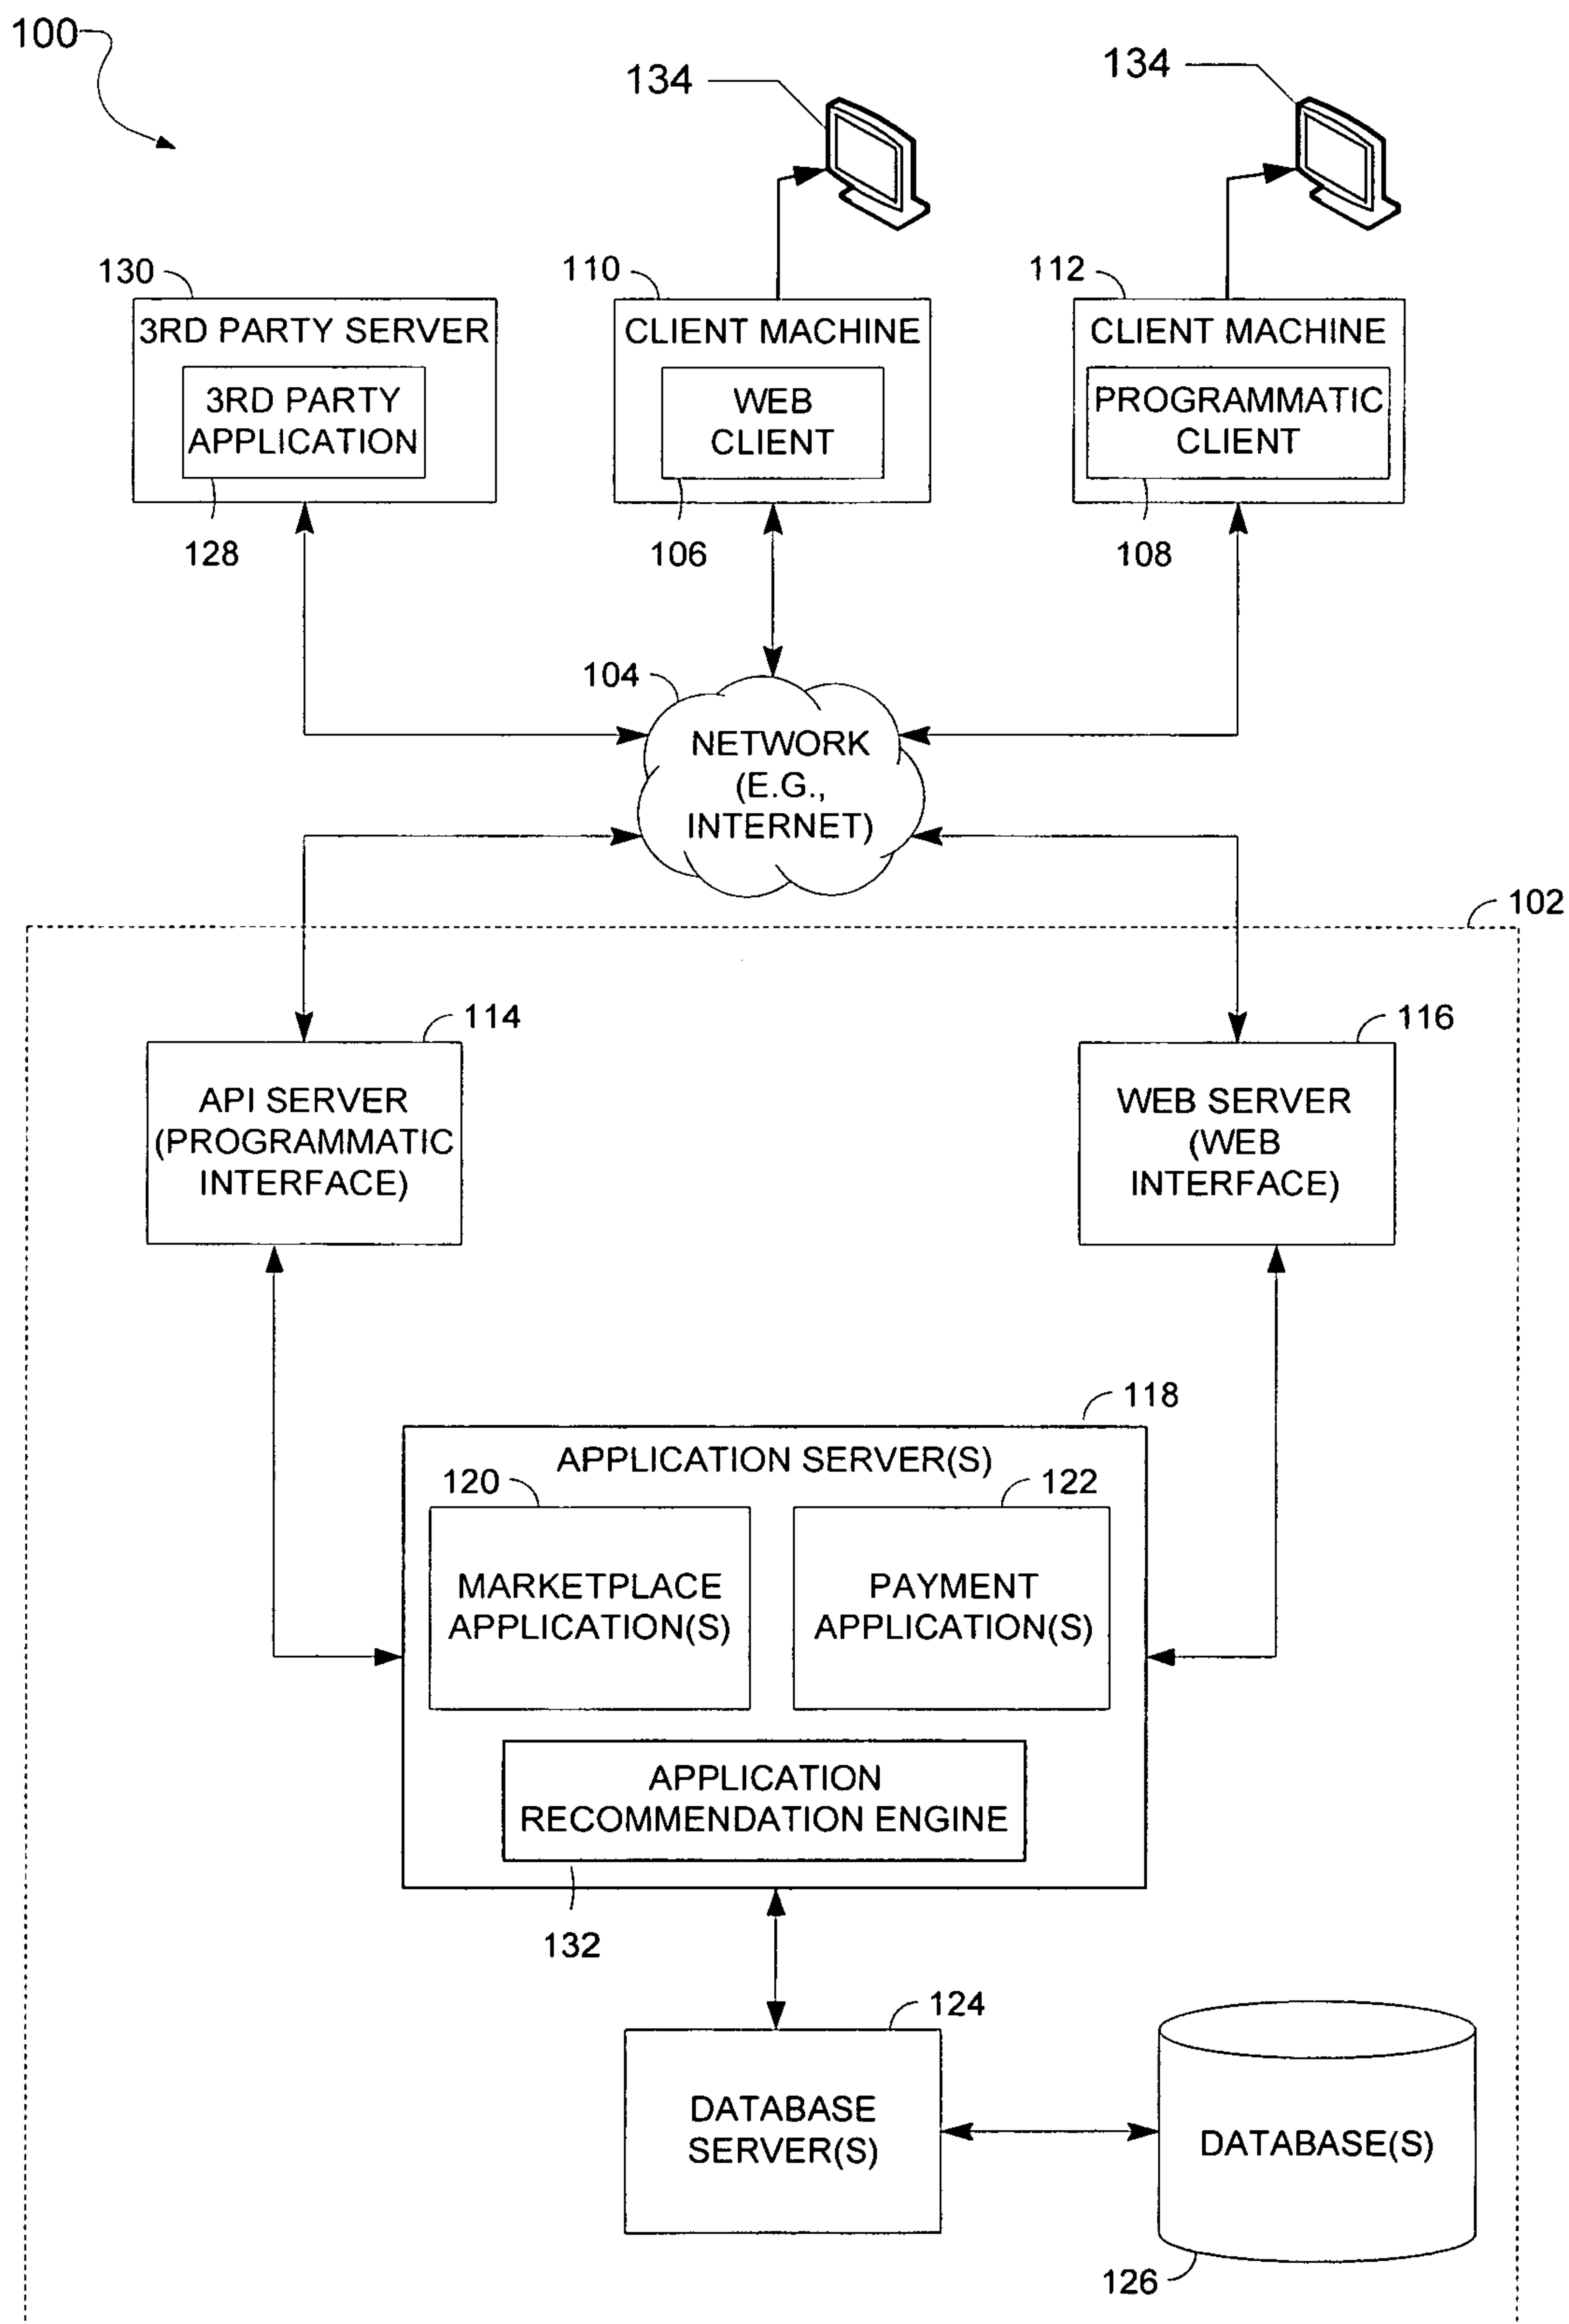 100
134
134
130
110
112
3RD PARTY SERVER
CLIENT MACHINE
CLIENT MACHINE
3RD PARTY
APPLICATION
WEB
CLIENT
PROGRAMMATIC
CLIENT
128
106
108
104
NETWORK
(E.G.,
INTERNET)
102
114
116
API SERVER
(PROGRAMMATIC
INTERFACE)
WEB SERVER
(WEB
INTERFACE)
118
APPLICATION SERVER(S)
120
122
MARKETPLACE
APPLICATION(S)
PAYMENT
APPLICATION(S)
APPLICATION
RECOMMENDATION ENGINE
132
124
DATABASE
SERVER(S)
DATABASE(S)
126